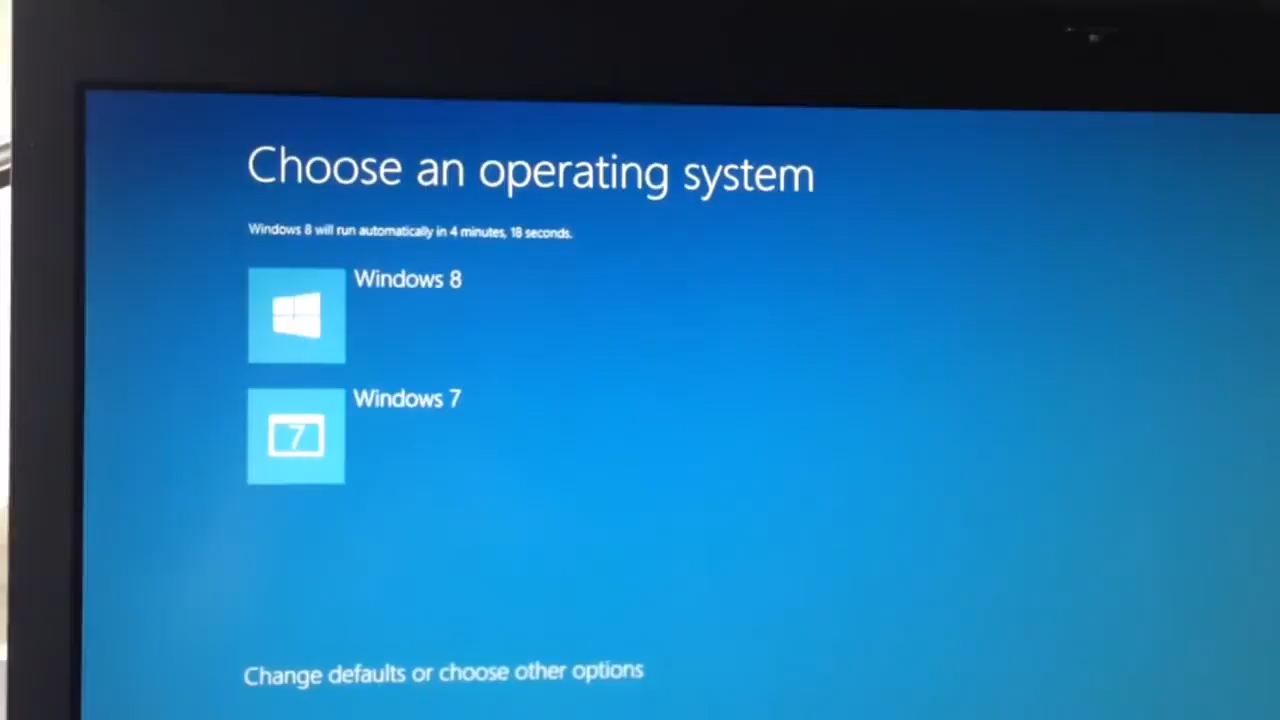 Choose an operating system
Windows 8 will run automatically in 4 minutes, 18 seconds.
Windows 8
7
Windows 7
Change defaults or choose other options